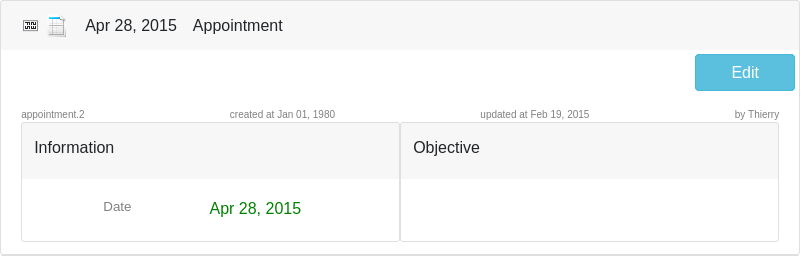 Apr 28, 2015 Appointment
Edit
appointment.2 created at Jan 01, 1980 updated at Feb 19, 2015 by Thierry
Information Objective
Date Apr 28, 2015